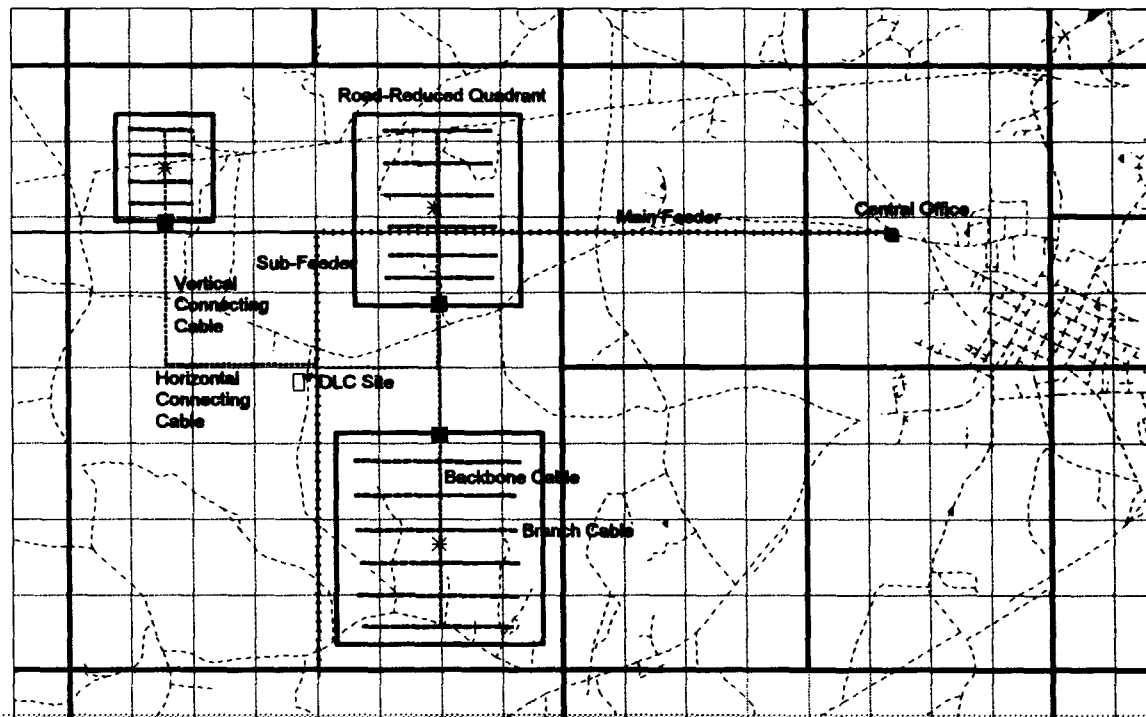 Road-Reduced Quadrant
Main Feeder
Central Office
Sub-Feeder
Vertical
Connecting
Cable
Horizontal
Connecting
Cable
DLC Site
Backbone Cable
Branch Cable